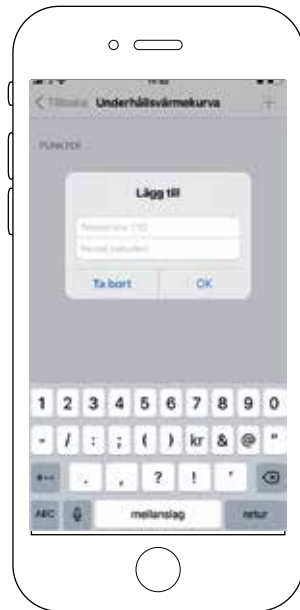 Tillbaka Underhållsvärmekurva +
PUNKTER
Lägg till
Ta bort OK
1 2 3 4 5 6 7 8 9 0
- / : ; ( ) kr & @ "
#+= . , ? ! '
ABC mellanslag retur